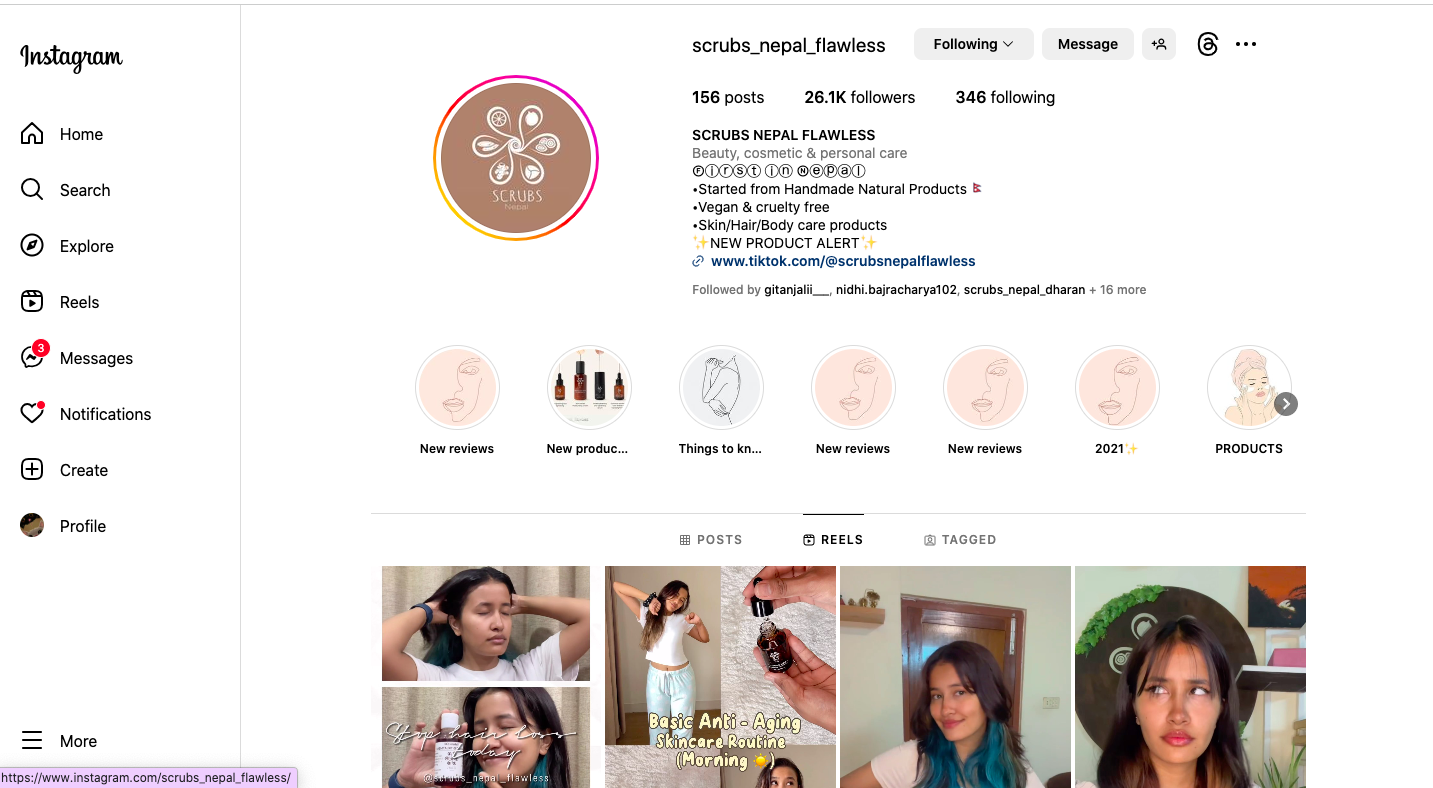 Instagram
Home
Search
Explore
Reels
Messages
3
Notifications
Create
Profile
More
https://www.instagram.com/scrubs_nepal_flawless/
scrubs_nepal_flawless
Following
Message
156 posts 26.1K followers 346 following
SCRUBS
Nepal
SCRUBS NEPAL FLAWLESS
Beauty, cosmetic & personal care
Ⓕⓘⓡⓢⓣ ⓘⓝ Ⓝⓔⓟⓐⓛ
•Started from Handmade Natural Products 🇳🇵
•Vegan & cruelty free
•Skin/Hair/Body care products
✨NEW PRODUCT ALERT✨
www.tiktok.com/@scrubsnepalflawless
Followed by gitanjalii___, nidhi.bajracharya102, scrubs_nepal_dharan + 16 more
New reviews
New produc...
Things to kn...
New reviews
New reviews
2021✨
PRODUCTS
POSTS
REELS
TAGGED
Stop hair loss
today
@scrubs_nepal_flawless
Basic Anti - Aging
Skincare Routine
(Morning ☀️)